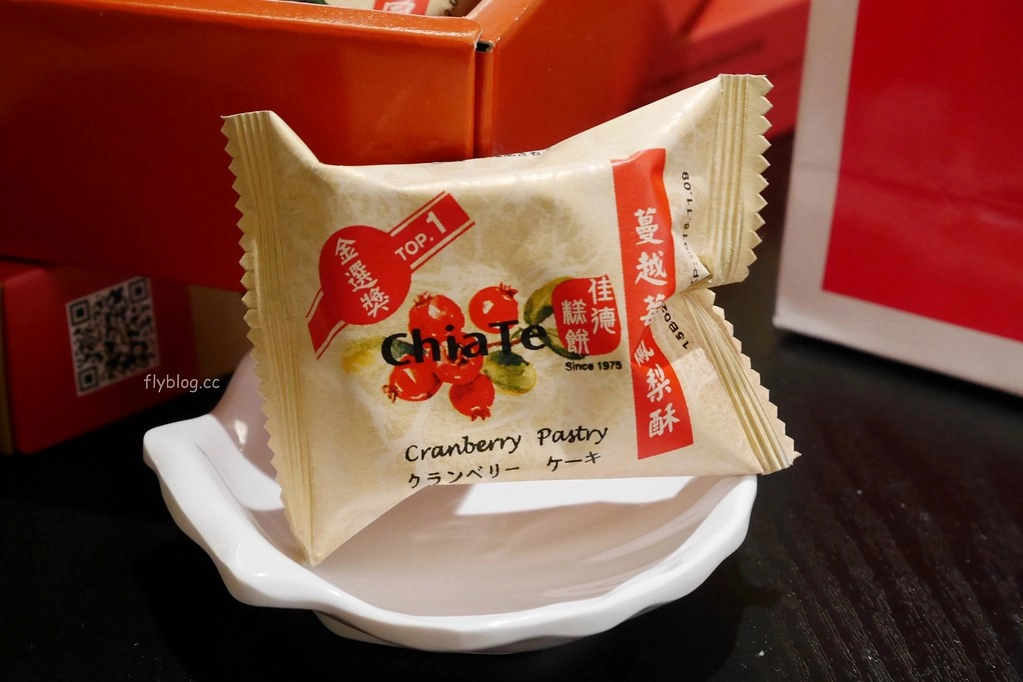 金選獎
TOP.1
ChiaTe
佳德
糕餅
Since 1975
Cranberry Pastry
クランベリー ケーキ
蔓越莓鳳梨酥
flyblog.cc